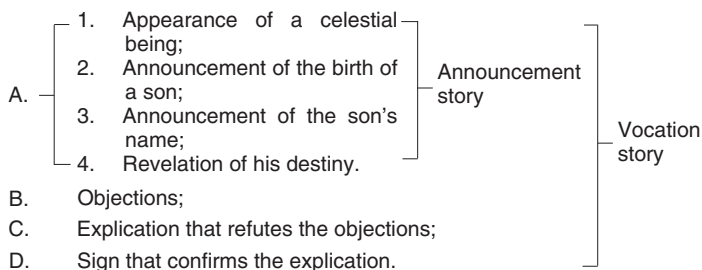 1. Appearance of a celestial
being;
2. Announcement of the birth of
a son;
A.
3. Announcement of the son's
name;
4. Revelation of his destiny.
Announcement
story
Vocation
story
B. Objections;
C. Explication that refutes the objections;
D. Sign that confirms the explication.